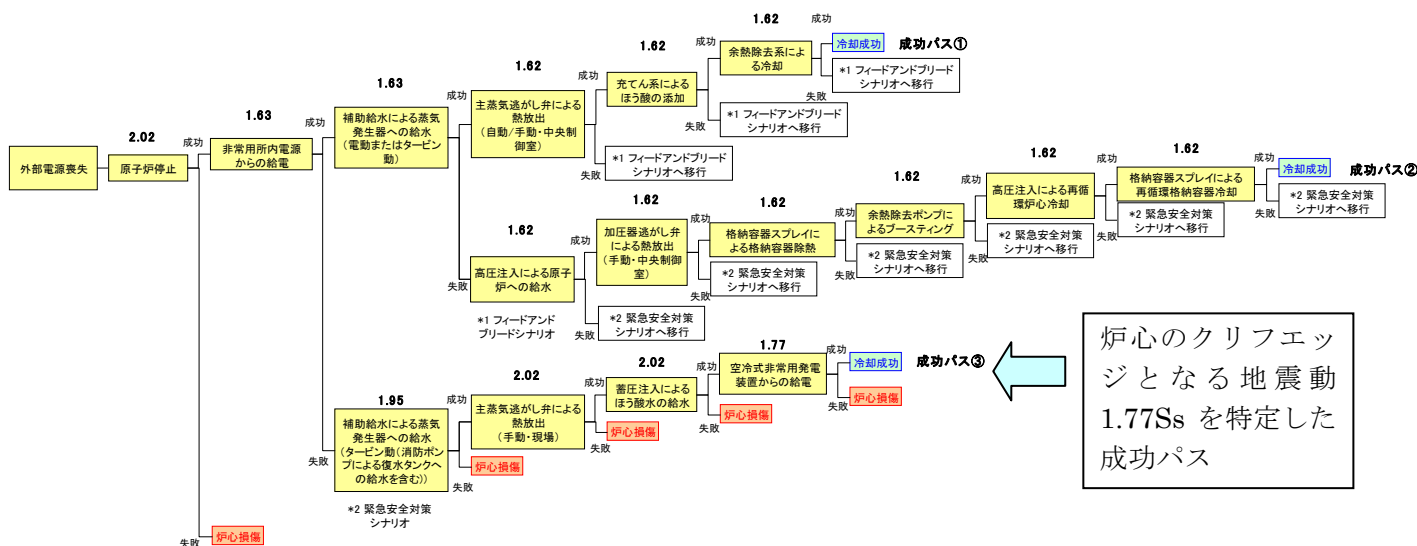 外部電源喪失
2.02
原子炉停止
成功
失敗
炉心損傷
1.63
非常用所内電源
からの給電
成功
失敗
1.63
補助給水による蒸気
発生器への給水
(電動またはタービン
動)
成功
失敗
1.62
主蒸気逃がし弁による
熱放出
(自動/手動・中央制
御室)
成功
失敗
*1 フィードアンドブリード
シナリオへ移行
1.62
充てん系による
ほう酸の添加
成功
失敗
*1 フィードアンドブリード
シナリオへ移行
1.62
余熱除去系によ
る冷却
成功
冷却成功
成功パス①
失敗
*1 フィードアンドブリード
シナリオへ移行
1.62
高圧注入による原子
炉への給水
*1 フィードアンド
ブリードシナリオ
成功
失敗
*2 緊急安全対策
シナリオへ移行
1.62
加圧器逃がし弁
による熱放出
(手動・中央制御
室)
成功
失敗
*2 緊急安全対策
シナリオへ移行
1.62
格納容器スプレイに
よる格納容器除熱
成功
失敗
*2 緊急安全対策
シナリオへ移行
1.62
余熱除去ポンプに
よるブースティング
成功
失敗
*2 緊急安全対策
シナリオへ移行
1.62
高圧注入による再循
環炉心冷却
成功
失敗
*2 緊急安全対策
シナリオへ移行
1.62
格納容器スプレイによる
再循環格納容器冷却
成功
冷却成功
成功パス②
失敗
*2 緊急安全対策
シナリオへ移行
1.95
補助給水による蒸気
発生器への給水
(タービン動(消防ポン
プによる復水タンクへ
の給水を含む))
*2 緊急安全対策
シナリオ
成功
失敗
炉心損傷
2.02
主蒸気逃がし弁による
熱放出
(手動・現場)
成功
失敗
炉心損傷
2.02
蓄圧注入による
ほう酸水の給水
成功
失敗
炉心損傷
1.77
空冷式非常用発電
装置からの給電
成功
冷却成功
成功パス③
失敗
炉心損傷
炉心のクリフエッ
ジとなる地震動
1.77Ss を特定した
成功パス